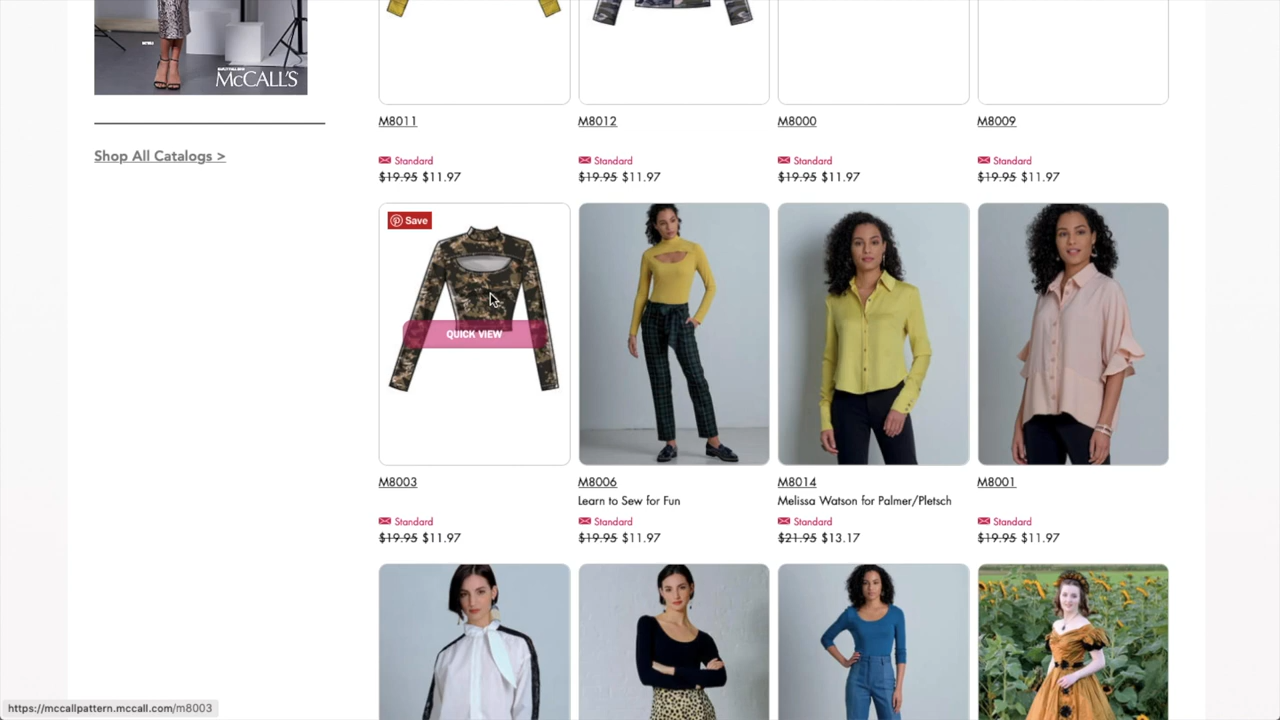 McCALL'S
Shop All Catalogs >
M8011
M8012
M8000
M8009
Standard
Standard
Standard
Standard
$19.95 $11.97
$19.95 $11.97
$19.95 $11.97
$19.95 $11.97
Save
QUICK VIEW
M8003
M8006
M8014
M8001
Learn to Sew for Fun
Melissa Watson for Palmer/Pletsch
Standard
Standard
Standard
Standard
$19.95 $11.97
$19.95 $11.97
$21.95 $13.17
$19.95 $11.97
https://mccallpattern.mccall.com/m8003